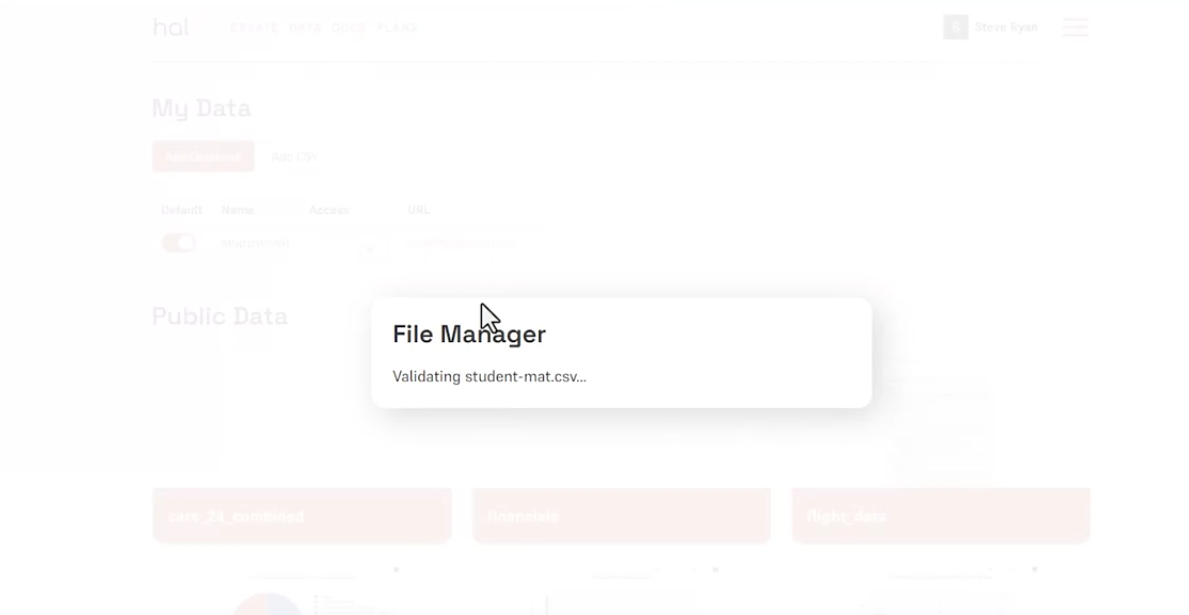 hal
CREATE DATA DOCS PLANS
S Steve Ryan
My Data
Add CSV
Default Name Access URL
Public Data
File Manager
Validating student-mat.csv...
cars_24_combined financials flight_data